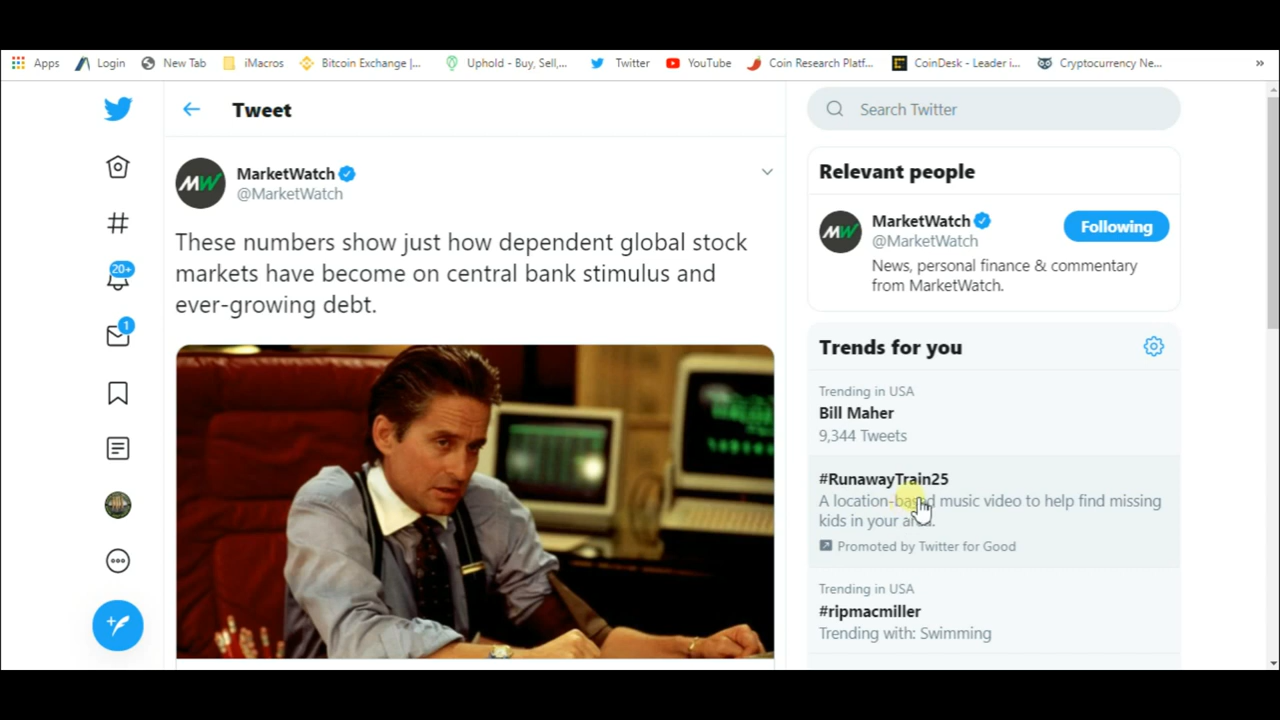 Apps Login New Tab iMacros Bitcoin Exchange |... Uphold - Buy, Sell,... Twitter YouTube Coin Research Platf... CoinDesk - Leader i... Cryptocurrency Ne... »
Tweet
MarketWatch
@MarketWatch
These numbers show just how dependent global stock
markets have become on central bank stimulus and
ever-growing debt.
20+
1
Search Twitter
Relevant people
MW MarketWatch
@MarketWatch
Following
News, personal finance & commentary
from MarketWatch.
Trends for you
Trending in USA
Bill Maher
9,344 Tweets
#RunawayTrain25
A location-based music video to help find missing
kids in your
Promoted by Twitter for Good
Trending in USA
#ripmacmiller
Trending with: Swimming